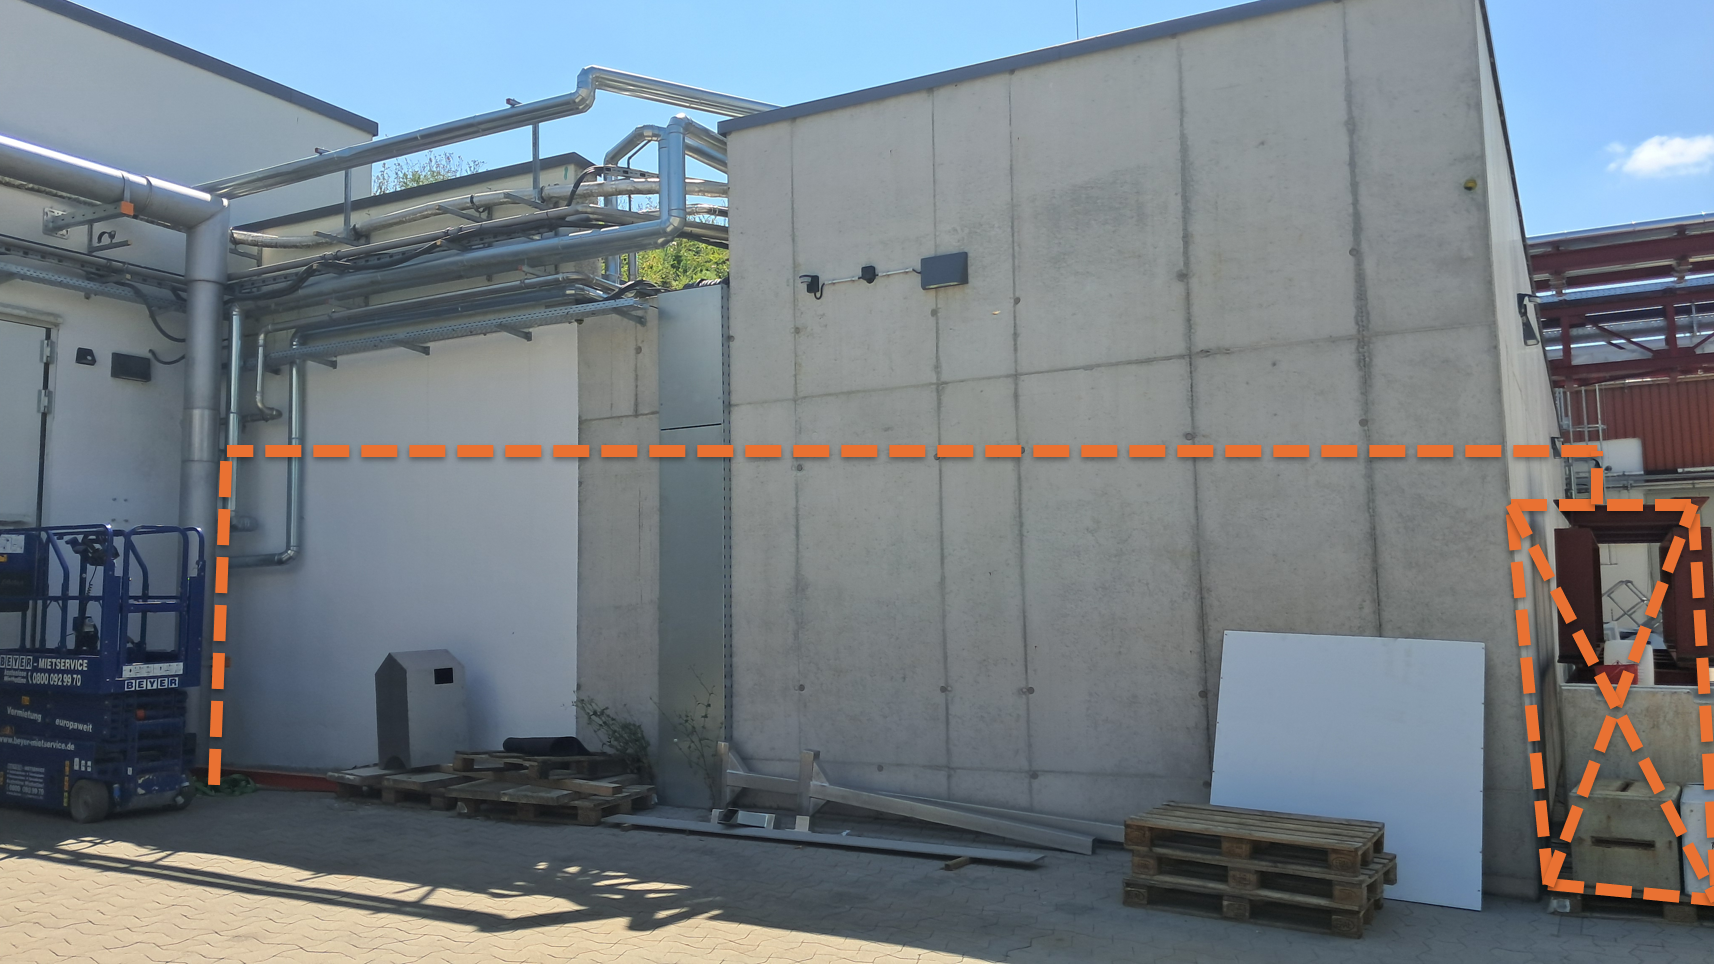 BEYER-MIETSERVICE
0800 092 99 70
BEYER
Vermietung
europaweit
www.beyer-mietservice.de